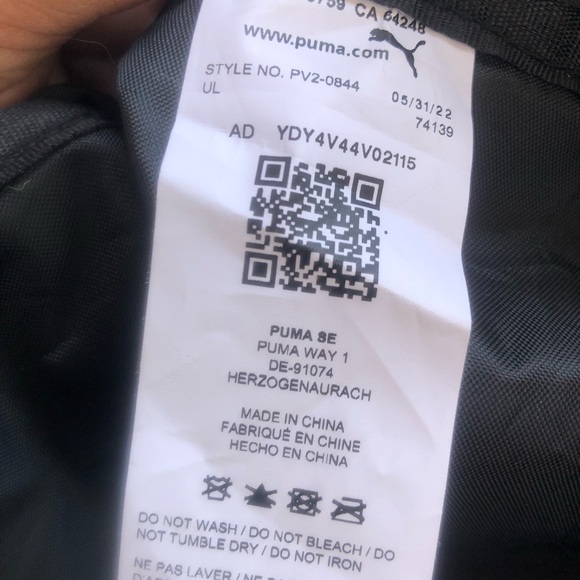 CA 64248
www.puma.com
STYLE NO. PV2-0844 05/31/22
UL 74139
AD YDY4V44V02115
PUMA SE
PUMA WAY 1
DE-91074
HERZOGENAURACH
MADE IN CHINA
FABRIQUÉ EN CHINE
HECHO EN CHINA
DO NOT WASH / DO NOT BLEACH / DO
NOT TUMBLE DRY / DO NOT IRON
NE PAS LAVER / NE